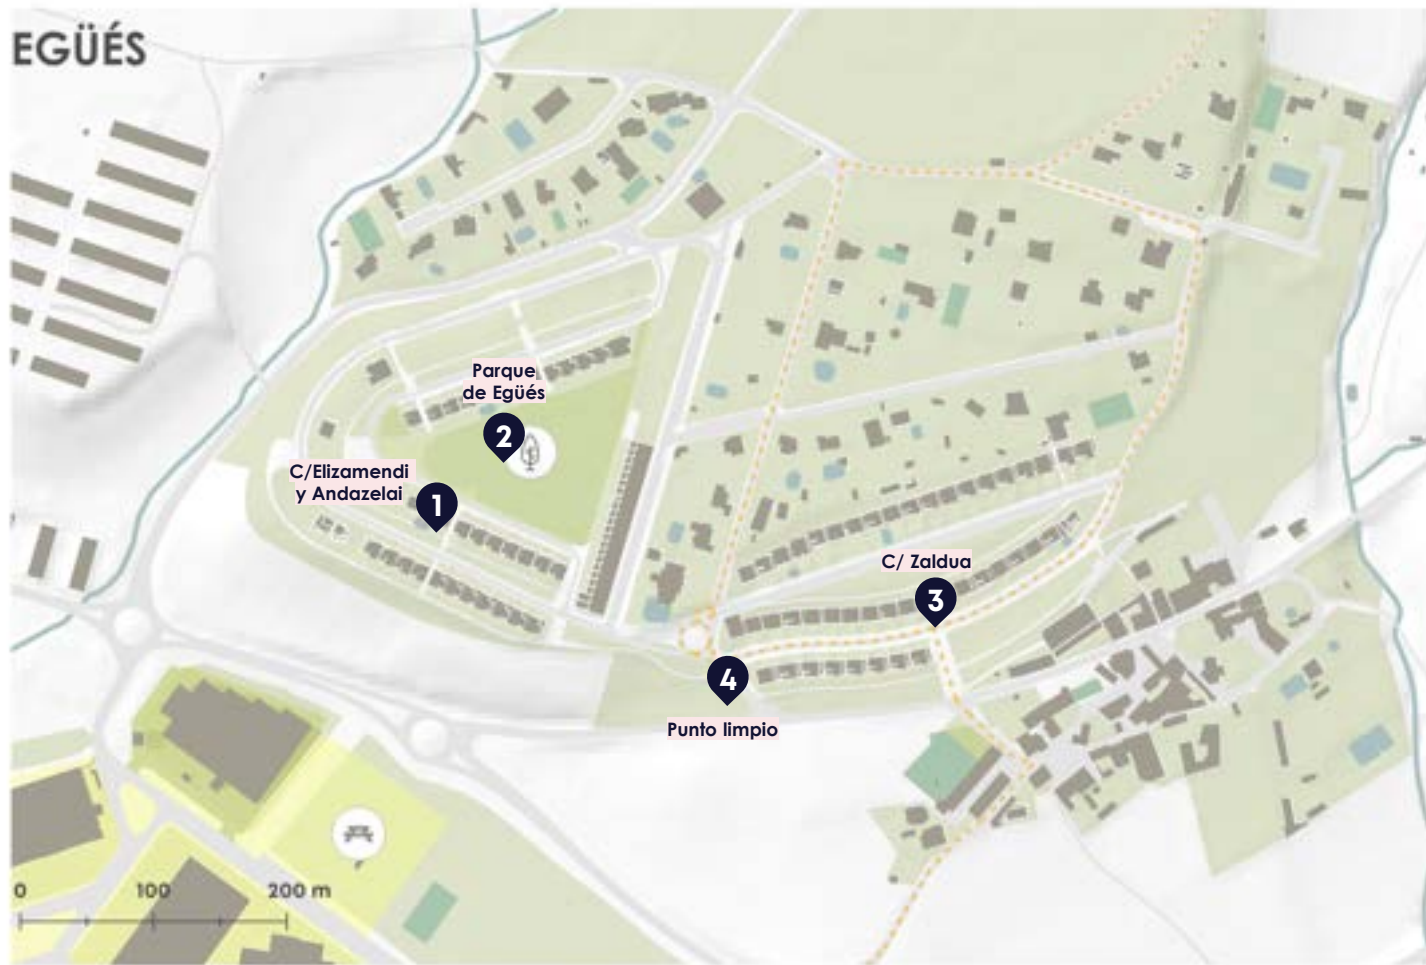 EGÜÉS
Parque
de Egüés
2
C/Elizamendi
y Andazelai
1
C/ Zaldua
3
4
Punto limpio
0 100 200 m